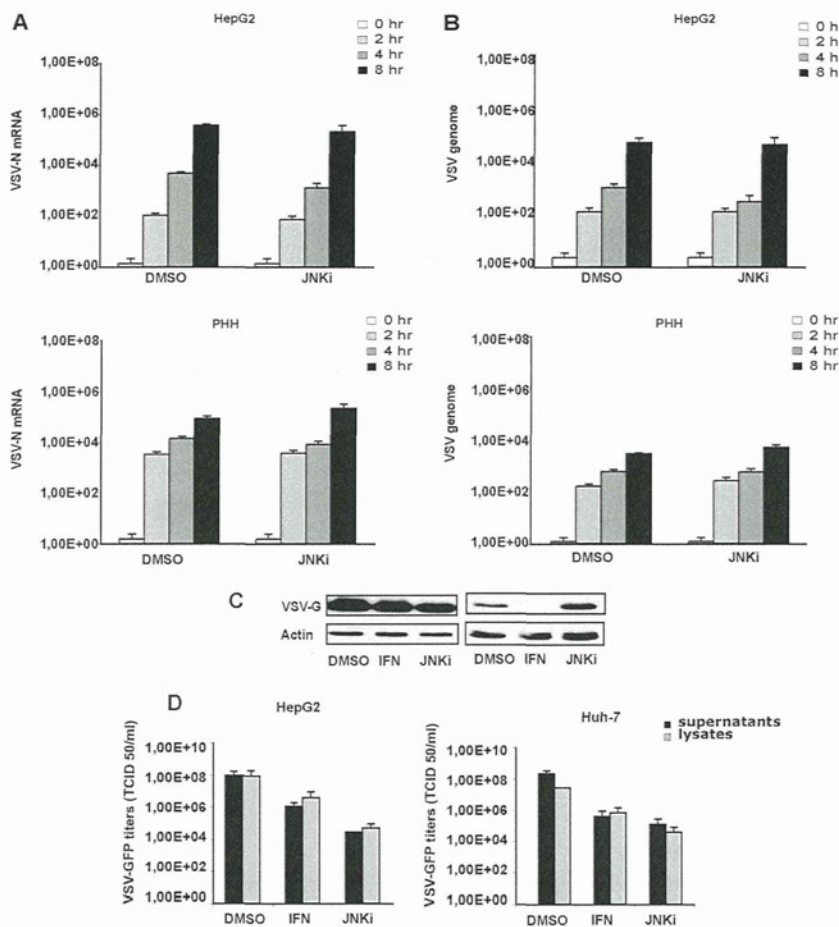 A
HepG2
0 hr
2 hr
4 hr
8 hr
VSV-N mRNA
1,00E+08
1,00E+06
1,00E+04
1,00E+02
1,00E+00
DMSO
JNKi
B
HepG2
0 h
2 h
4 h
8 h
VSV genome
1,00E+08
1,00E+06
1,00E+04
1,00E+02
1,00E+00
DMSO
JNKi
PHH
0 hr
2 hr
4 hr
8 hr
VSV-N mRNA
1,00E+08
1,00E+06
1,00E+04
1,00E+02
1,00E+00
DMSO
JNKi
PHH
0 hr
2 hr
4 hr
8 hr
VSV genome
1,00E+08
1,00E+06
1,00E+04
1,00E+02
1,00E+00
DMSO
JNKi
C
VSV-G
Actin
DMSO IFN JNKi
DMSO IFN JNKi
D
HepG2
VSV-GFP titers (TCID 50/ml)
1,00E+10
1,00E+08
1,00E+06
1,00E+04
1,00E+02
1,00E+00
DMSO IFN JNKi
Huh-7
supernatants
lysates
VSV-GFP titers (TCID 50/ml)
1,00E+10
1,00E+08
1,00E+06
1,00E+04
1,00E+02
1,00E+00
DMSO IFN JNKi